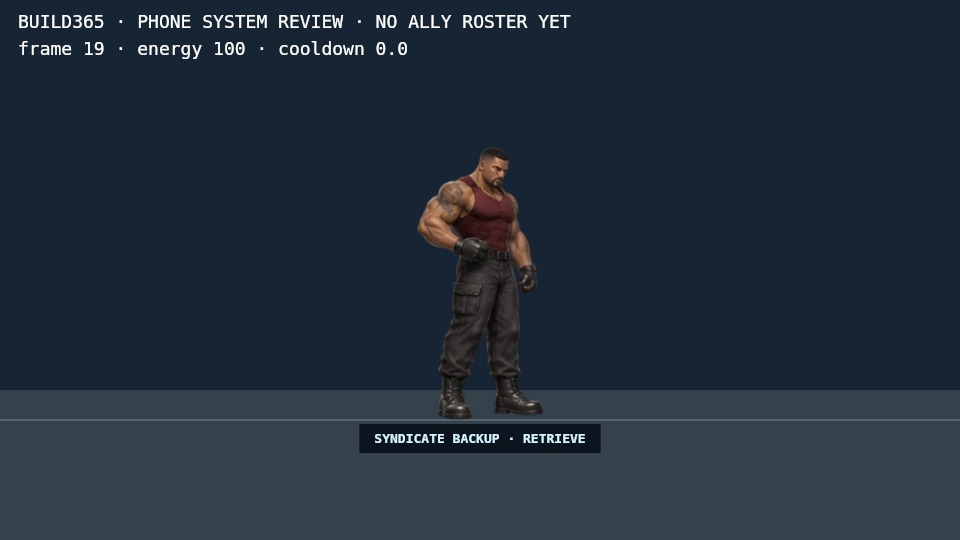 BUILD365 · PHONE SYSTEM REVIEW · NO ALLY ROSTER YET
frame 19 · energy 100 · cooldown 0.0
SYNDICATE BACKUP · RETRIEVE